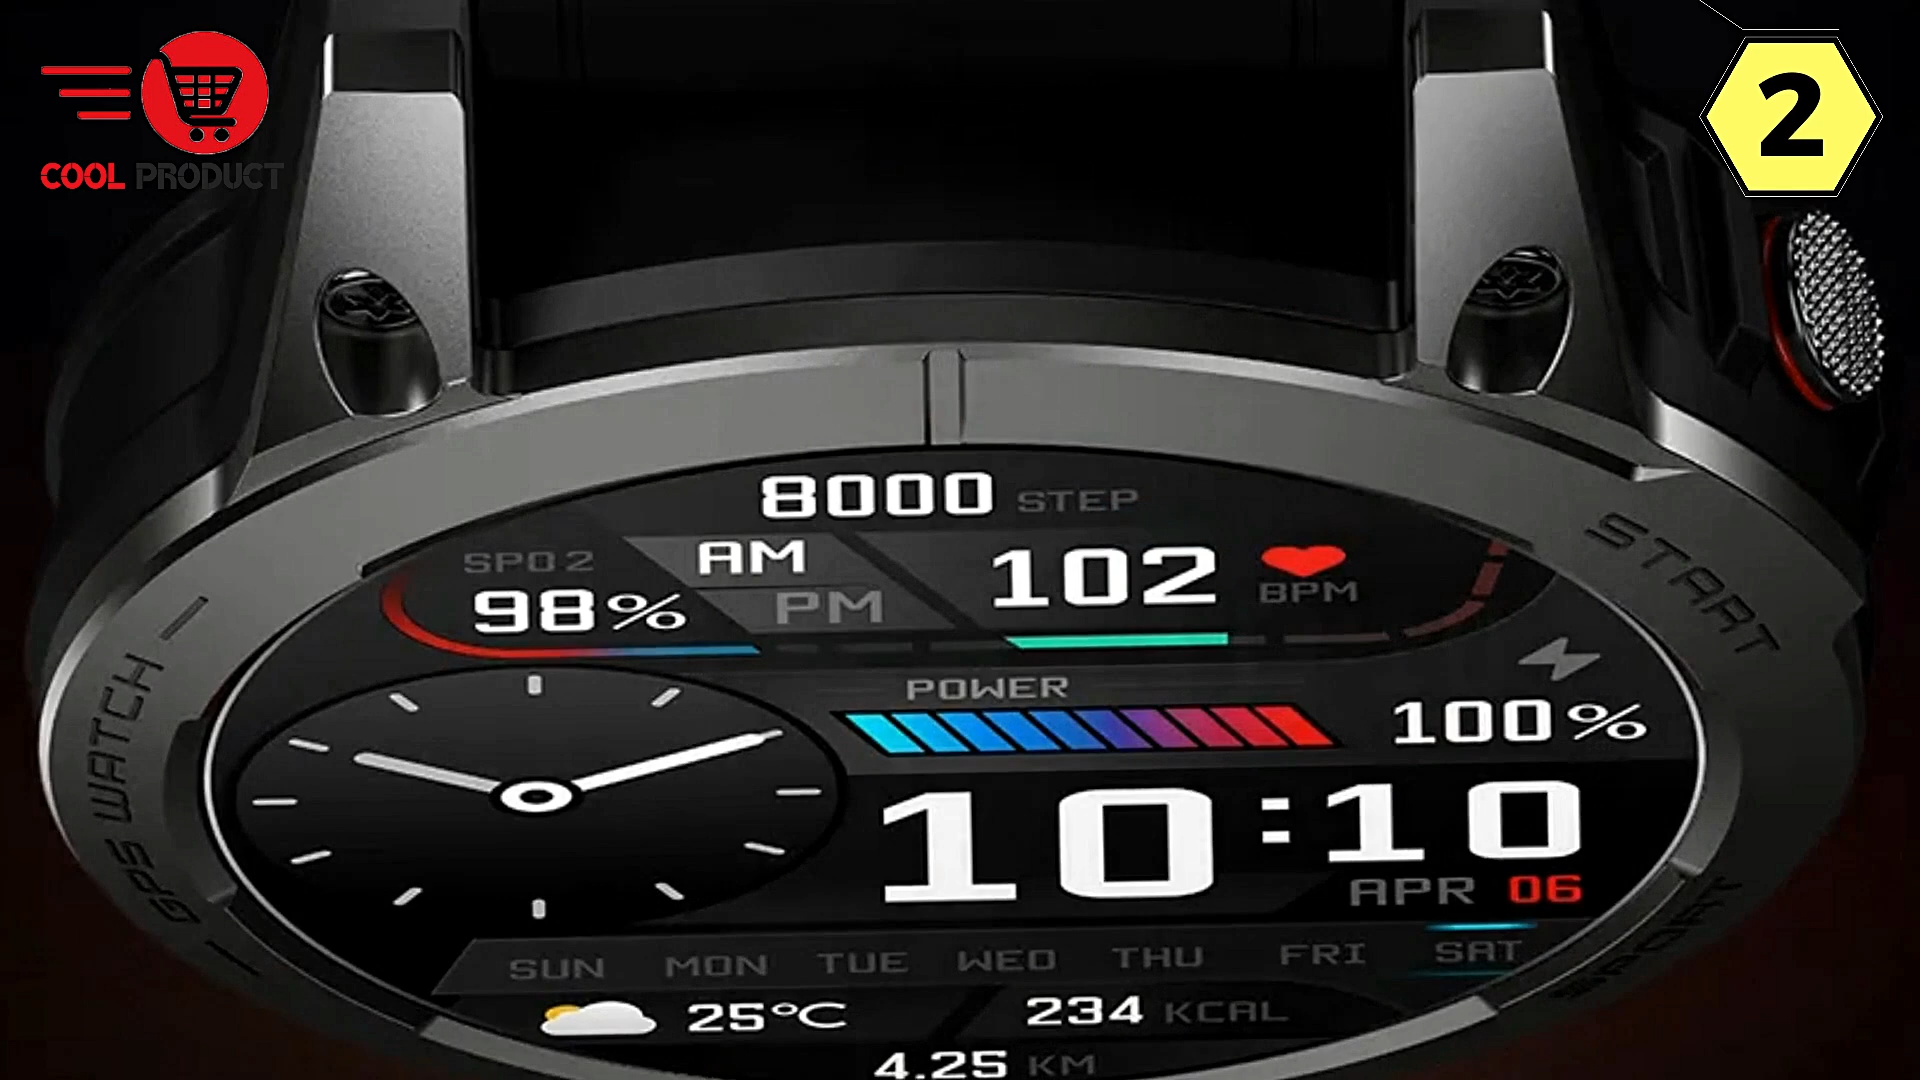 COOL PRODUCT
2
START
8000 STEP
SPO2
98%
AM
PM
102
BPM
POWER
100%
GPS WATCH
10:10
APR 06
SPORT
SUN MON TUE WED THU FRI SAT
25°C
234 KCAL
4.25 KM